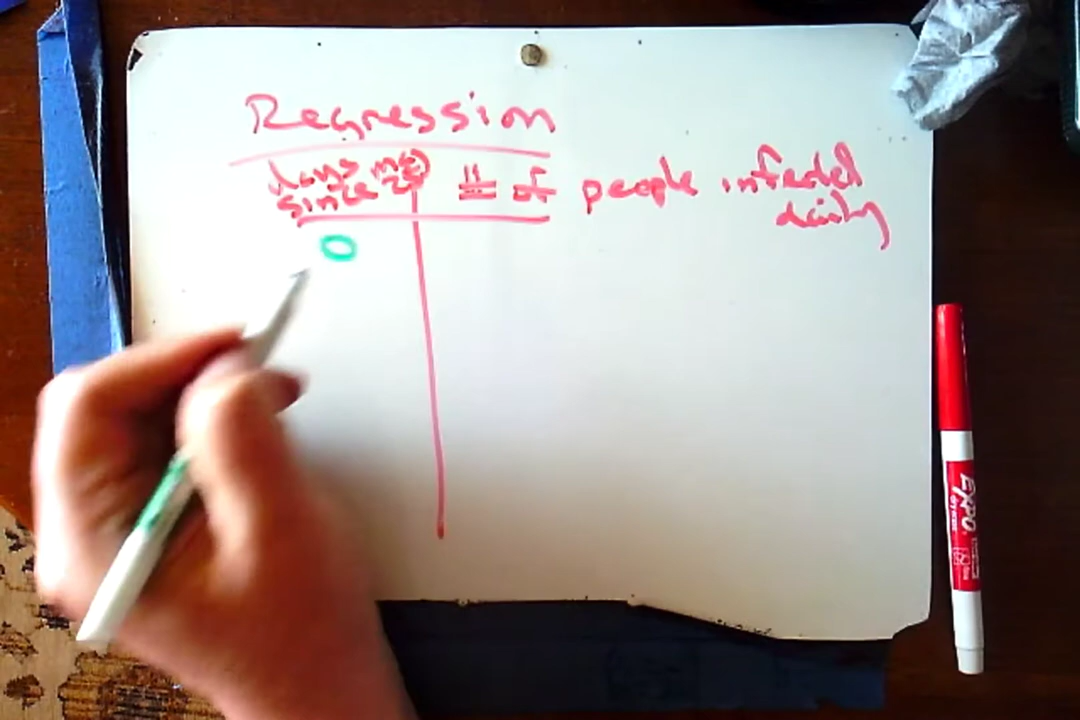 Regression
days
since
# of people infected
daily
0
EXPO